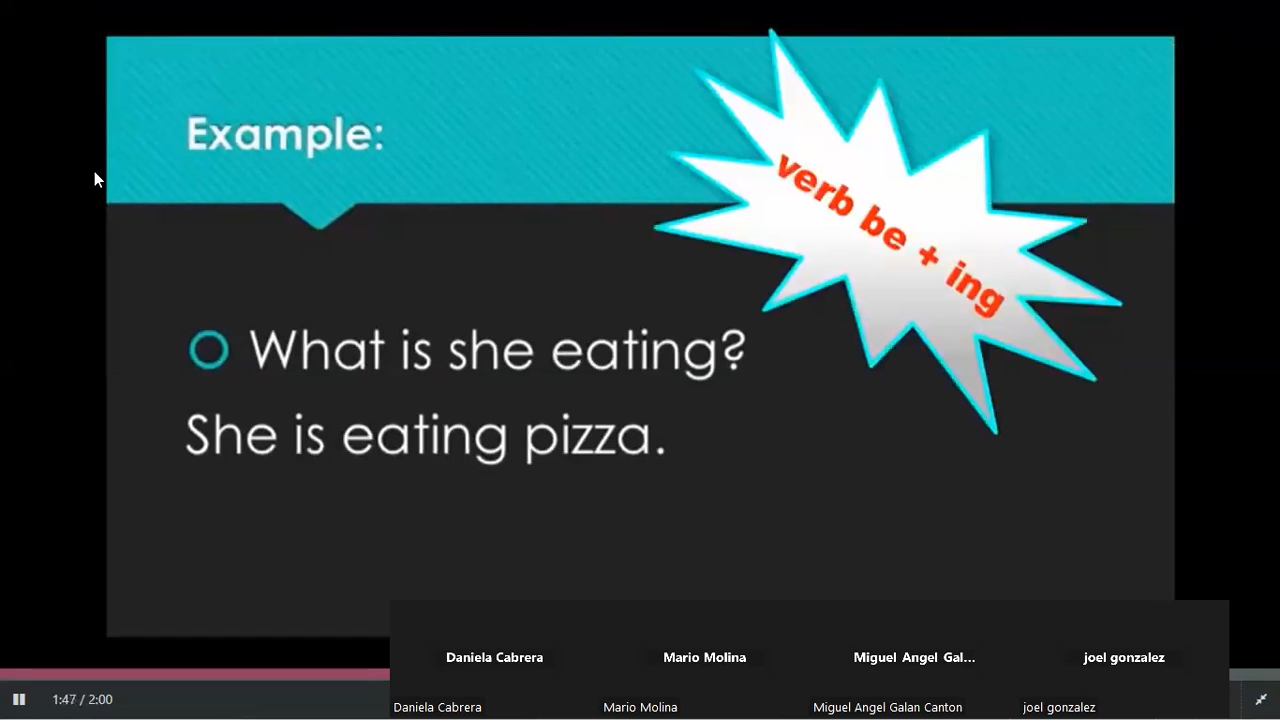 Example:
verb be + ing
What is she eating?
She is eating pizza.
Daniela Cabrera
Mario Molina
Miguel Angel Gal...
joel gonzalez
Daniela Cabrera
Mario Molina
Miguel Angel Galan Canton
joel gonzalez
1:47 / 2:00